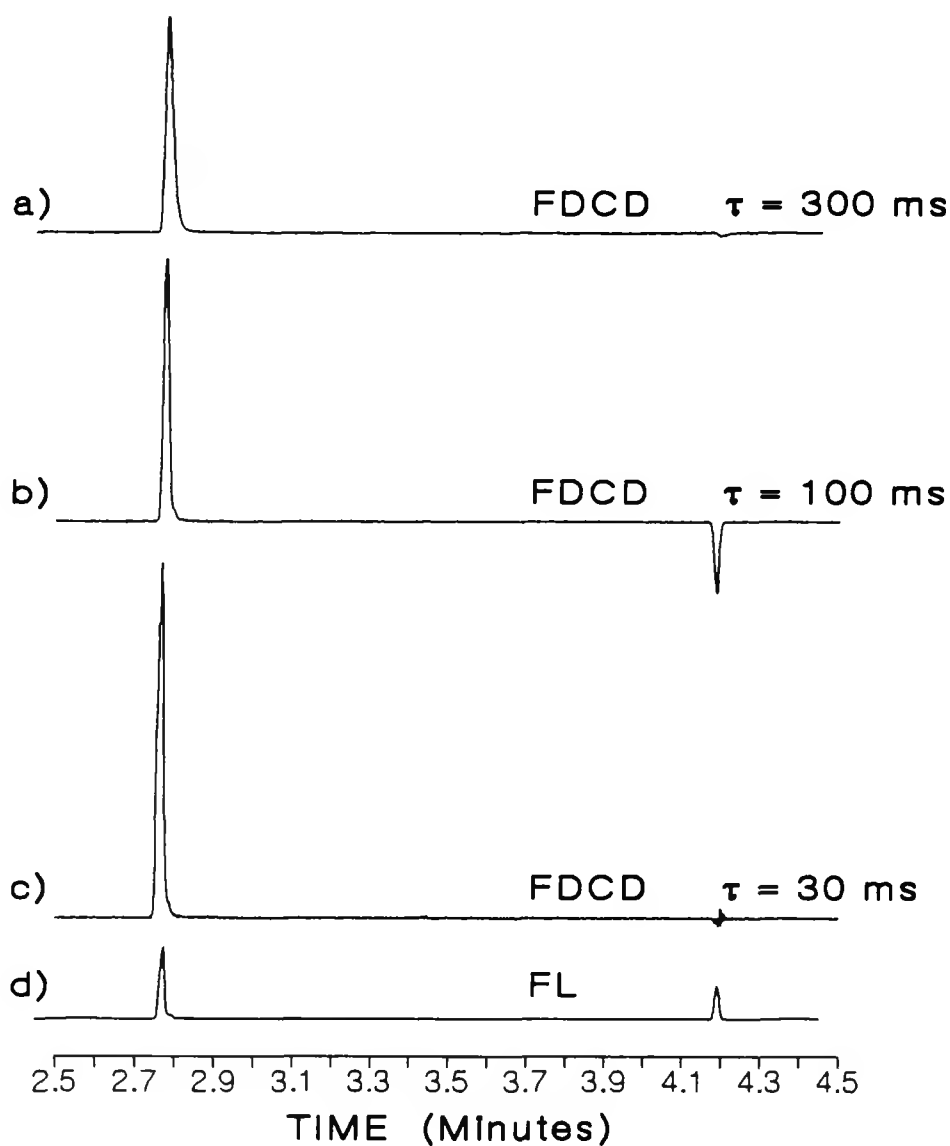 a) FDCD τ = 300 ms
b) FDCD τ = 100 ms
c) FDCD τ = 30 ms
d) FL
2.5 2.7 2.9 3.1 3.3 3.5 3.7 3.9 4.1 4.3 4.5
TIME (Minutes)